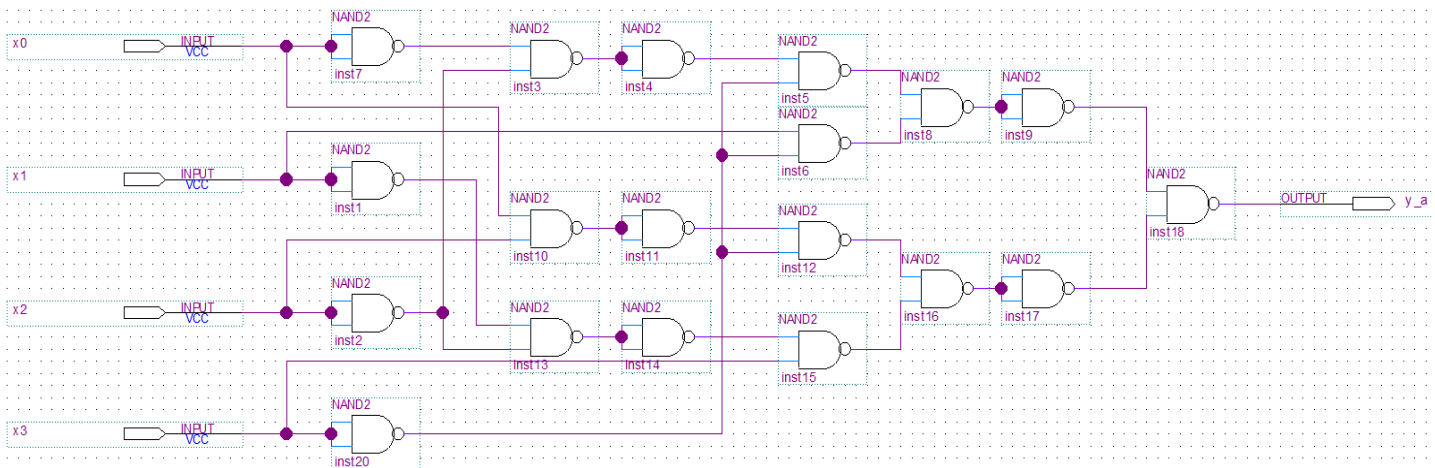 NAND2
x0
INPUT
VCC
inst7
NAND2
inst3
NAND2
inst4
NAND2
inst5
NAND2
inst8
NAND2
inst9
NAND2
inst6
x1
INPUT
VCC
NAND2
inst1
NAND2
inst18
OUTPUT
y_a
NAND2
inst10
NAND2
inst11
NAND2
inst12
x2
INPUT
VCC
NAND2
inst2
NAND2
inst16
NAND2
inst17
NAND2
inst13
NAND2
inst14
NAND2
inst15
x3
INPUT
VCC
NAND2
inst20